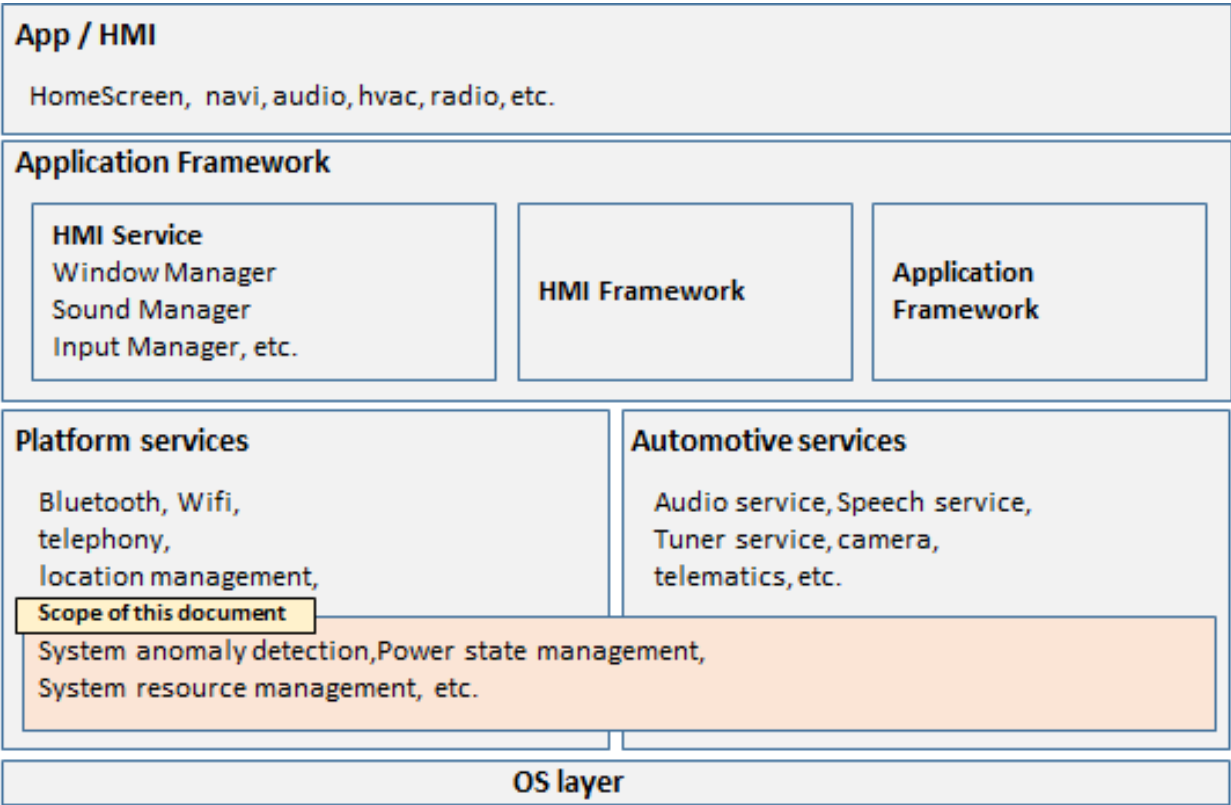 App / HMI
HomeScreen, navi, audio, hvac, radio, etc.
Application Framework
HMI Service
Window Manager
Sound Manager
Input Manager, etc.
HMI Framework
Application
Framework
Platform services
Bluetooth, Wifi,
telephony,
location management,
Automotive services
Audio service, Speech service,
Tuner service, camera,
telematics, etc.
Scope of this document
System anomaly detection,Power state management,
System resource management, etc.
OS layer